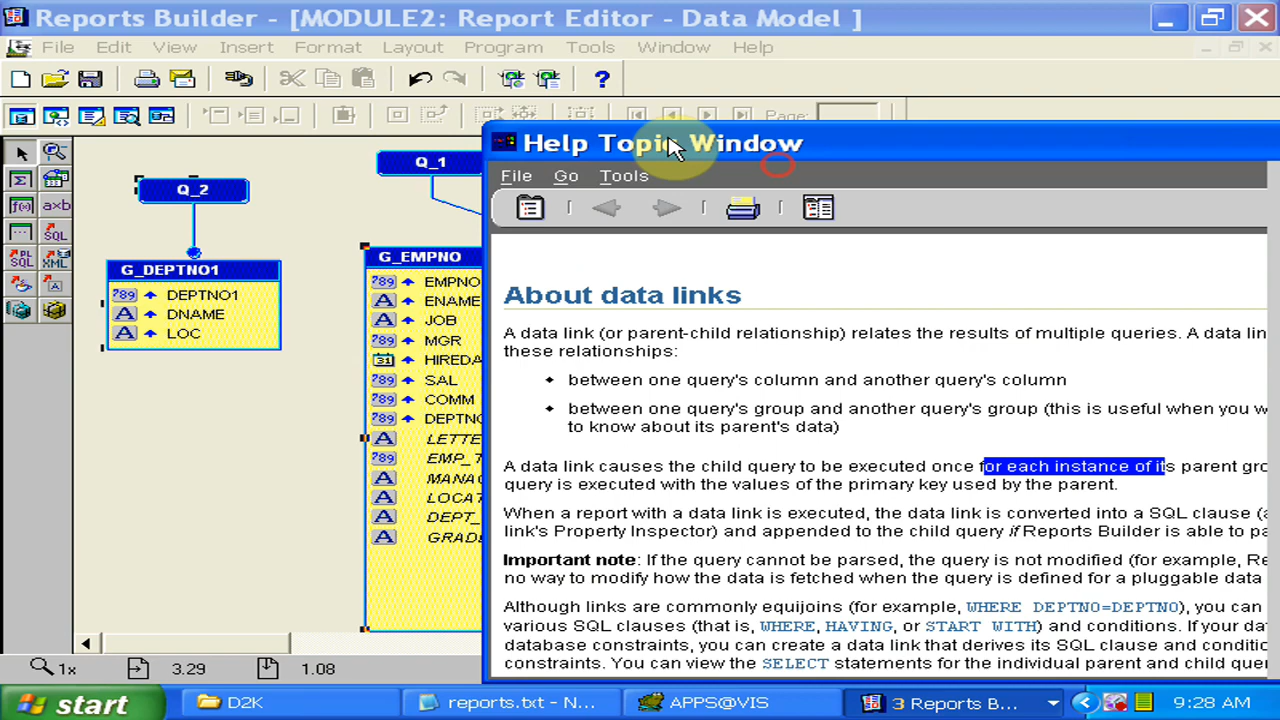 Reports Builder - [MODULE2: Report Editor - Data Model ]
File Edit View Insert Format Layout Program Tools Window Help
Page:
Q_1
Q_2
G_DEPTNO1
DEPTNO1
DNAME
LOC
G_EMPNO
EMPNO
ENAME
JOB
MGR
HIREDA
SAL
COMM
DEPTNO
LETTE
EMP_T
MANA
LOCA
DEPT_
GRAD
Help Topic Window
File Go Tools
About data links
A data link (or parent-child relationship) relates the results of multiple queries. A data lin
these relationships:
between one query's column and another query's column
between one query's group and another query's group (this is useful when you w
to know about its parent's data)
A data link causes the child query to be executed once for each instance of its parent gro
query is executed with the values of the primary key used by the parent.
When a report with a data link is executed, the data link is converted into a SQL clause (
link's Property Inspector) and appended to the child query if Reports Builder is able to pa
Important note: If the query cannot be parsed, the query is not modified (for example, Re
no way to modify how the data is fetched when the query is defined for a pluggable data
Although links are commonly equijoins (for example, WHERE DEPTNO=DEPTNO), you can
various SQL clauses (that is, WHERE, HAVING, or START WITH) and conditions. If your da
database constraints, you can create a data link that derives its SQL clause and conditio
constraints. You can view the SELECT statements for the individual parent and child que
1x 3.29 1.08
start D2K reports.txt - N... APPS@VIS 3 Reports B... 9:28 AM